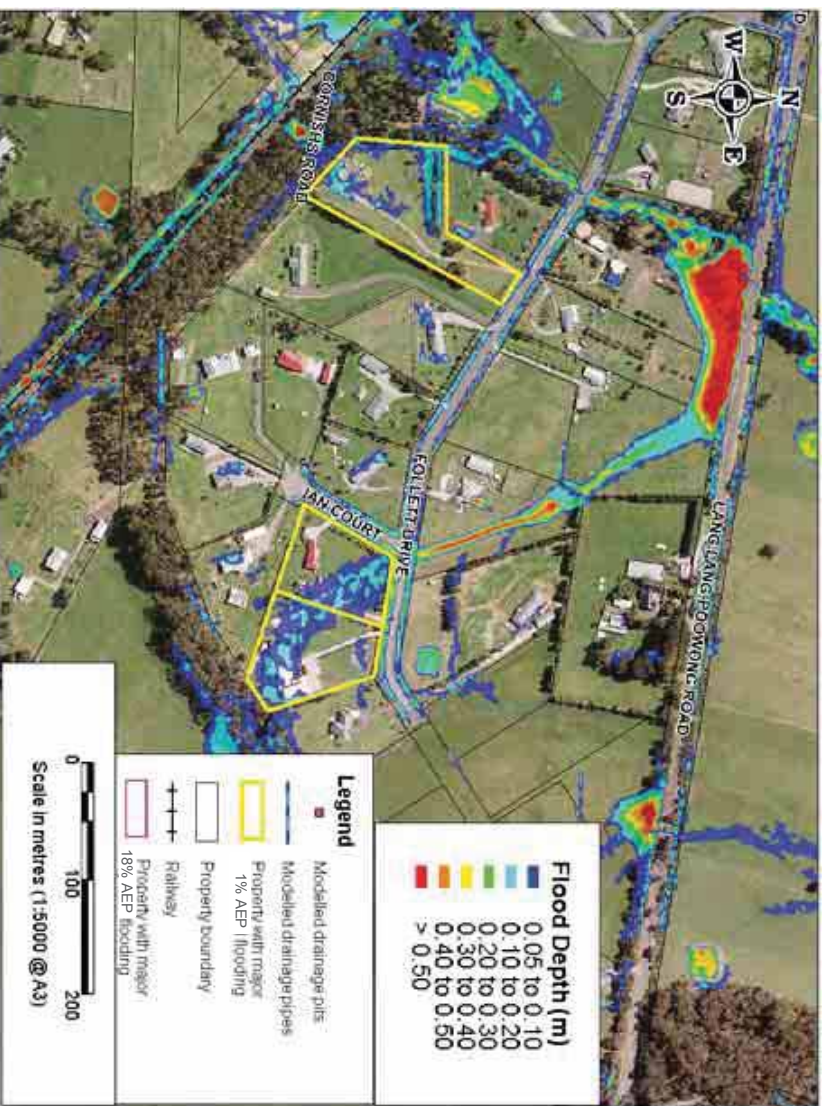 N
W
E
S
D
CORNISHS ROAD
FOLLETT DRIVE
JAN COURT
LANG LANG-POOWONG ROAD
Flood Depth (m)
0.05 to 0.10
0.10 to 0.20
0.20 to 0.30
0.30 to 0.40
0.40 to 0.50
> 0.50
Legend
Modelled drainage pits
Modelled drainage pipes
Property with major
1% AEP flooding
Property boundary
Railway
Property with major
18% AEP flooding
0 100 200
Scale in metres (1:5000 @ A3)